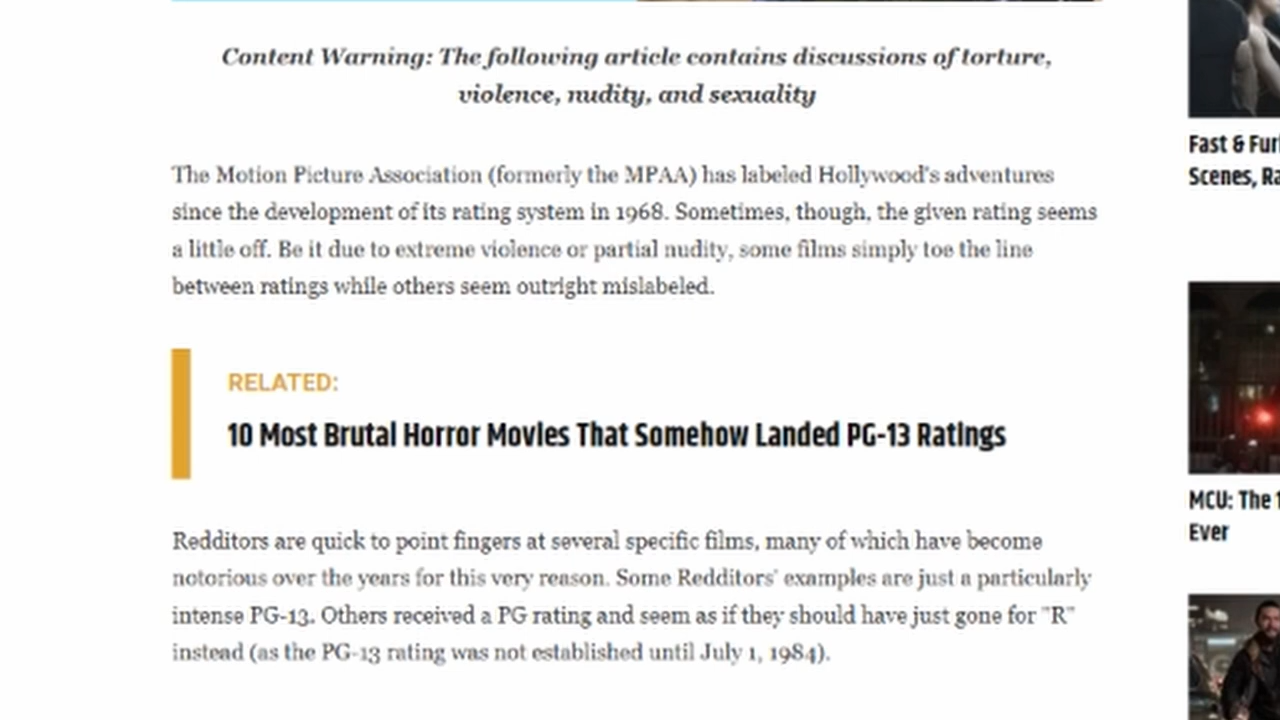 Content Warning: The following article contains discussions of torture,
violence, nudity, and sexuality
The Motion Picture Association (formerly the MPAA) has labeled Hollywood's adventures
since the development of its rating system in 1968. Sometimes, though, the given rating seems
a little off. Be it due to extreme violence or partial nudity, some films simply toe the line
between ratings while others seem outright mislabeled.
RELATED:
10 Most Brutal Horror Movies That Somehow Landed PG-13 Ratings
Redditors are quick to point fingers at several specific films, many of which have become
notorious over the years for this very reason. Some Redditors' examples are just a particularly
intense PG-13. Others received a PG rating and seem as if they should have just gone for "R"
instead (as the PG-13 rating was not established until July 1, 1984).
Fast & Fur
Scenes, Ra
MCU: The 1
Ever